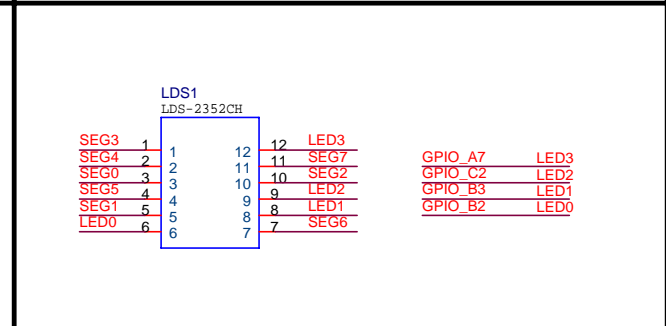 LDS1
LDS-2352CH
SEG3 1 1 12 12 LED3
SEG4 2 2 11 11 SEG7
SEG0 3 3 10 10 SEG2
SEG5 4 4 9 9 LED2
SEG1 5 5 8 8 LED1
LED0 6 6 7 7 SEG6
GPIO_A7 LED3
GPIO_C2 LED2
GPIO_B3 LED1
GPIO_B2 LED0